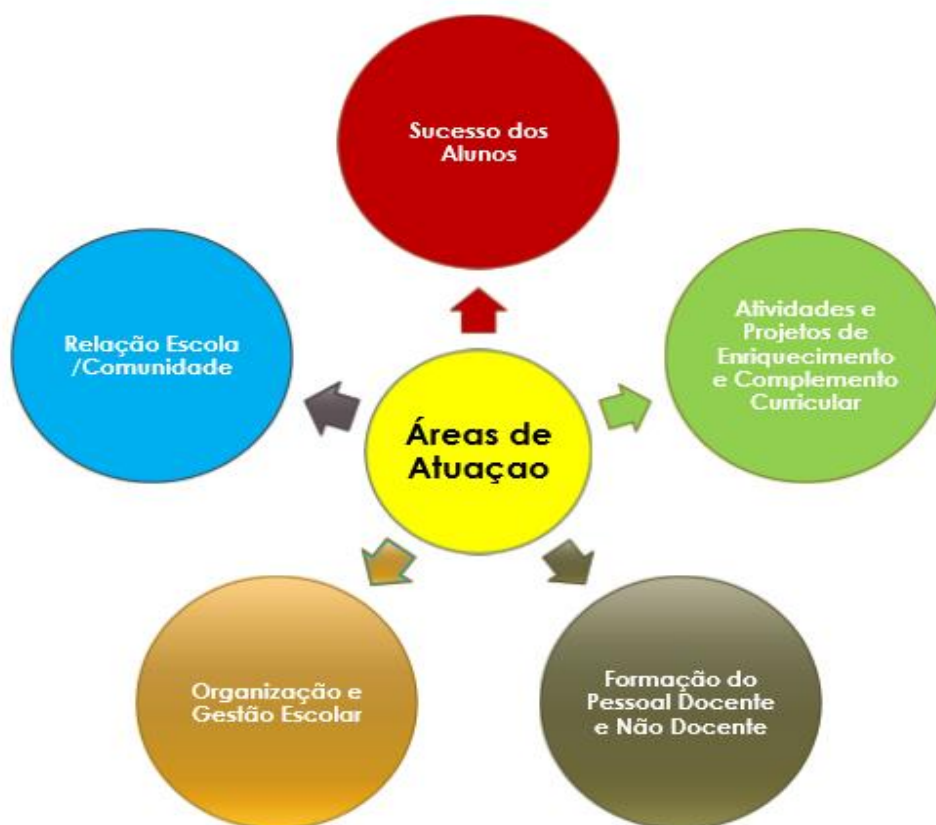 Sucesso dos
Alunos
Relação Escola
/Comunidade
Atividades e
Projetos de
Enriquecimento
e Complemento
Curricular
Áreas de
Atuaçao
Organização e
Gestão Escolar
Formação do
Pessoal Docente
e Não Docente